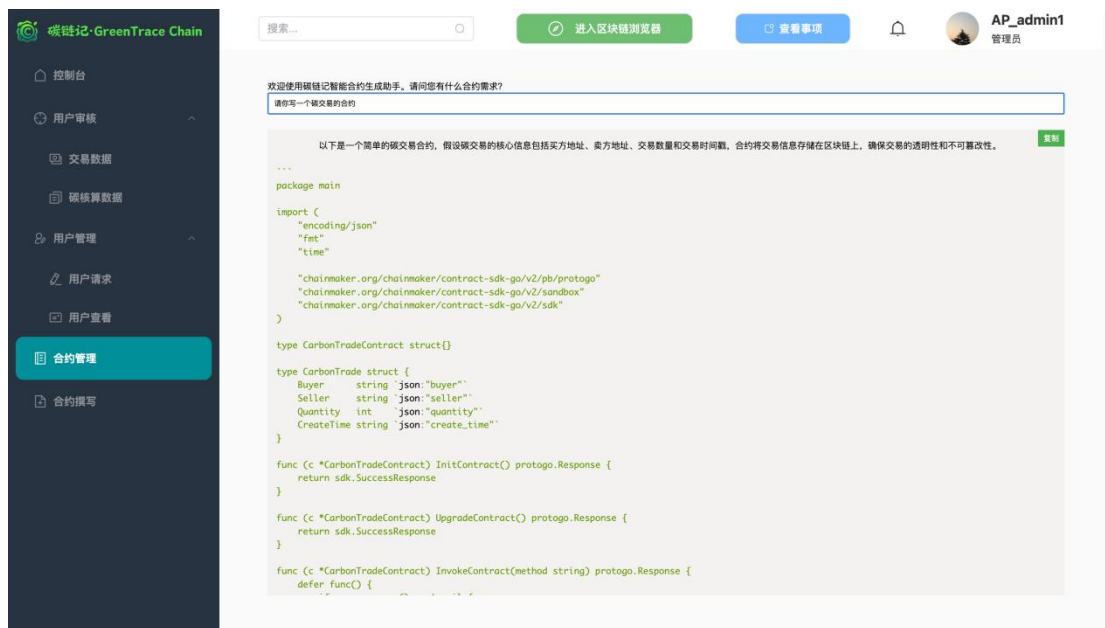 碳链记·GreenTrace Chain
搜索...
进入区块链浏览器
查看事项
AP_admin1
管理员
控制台
用户审核
交易数据
碳核算数据
用户管理
用户请求
用户查看
合约管理
合约撰写
欢迎使用碳链记智能合约生成助手。请问您有什么合约需求?
请你写一个碳交易的合约
复制
以下是一个简单的碳交易合约，假设碳交易的核心信息包括买方地址、卖方地址、交易数量和交易时间戳，合约将交易信息存储在区块链上，确保交易的透明性和不可篡改性。
```
package main
import (
"encoding/json"
"fmt"
"time"
"chainmaker.org/chainmaker/contract-sdk-go/v2/pb/protogo"
"chainmaker.org/chainmaker/contract-sdk-go/v2/sandbox"
"chainmaker.org/chainmaker/contract-sdk-go/v2/sdk"
)
type CarbonTradeContract struct{}
type CarbonTrade struct {
Buyer string `json:"buyer"`
Seller string `json:"seller"`
Quantity int `json:"quantity"`
CreateTime string `json:"create_time"`
}
func (c *CarbonTradeContract) InitContract() protogo.Response {
return sdk.SuccessResponse
}
func (c *CarbonTradeContract) UpgradeContract() protogo.Response {
return sdk.SuccessResponse
}
func (c *CarbonTradeContract) InvokeContract(method string) protogo.Response {
defer func() {